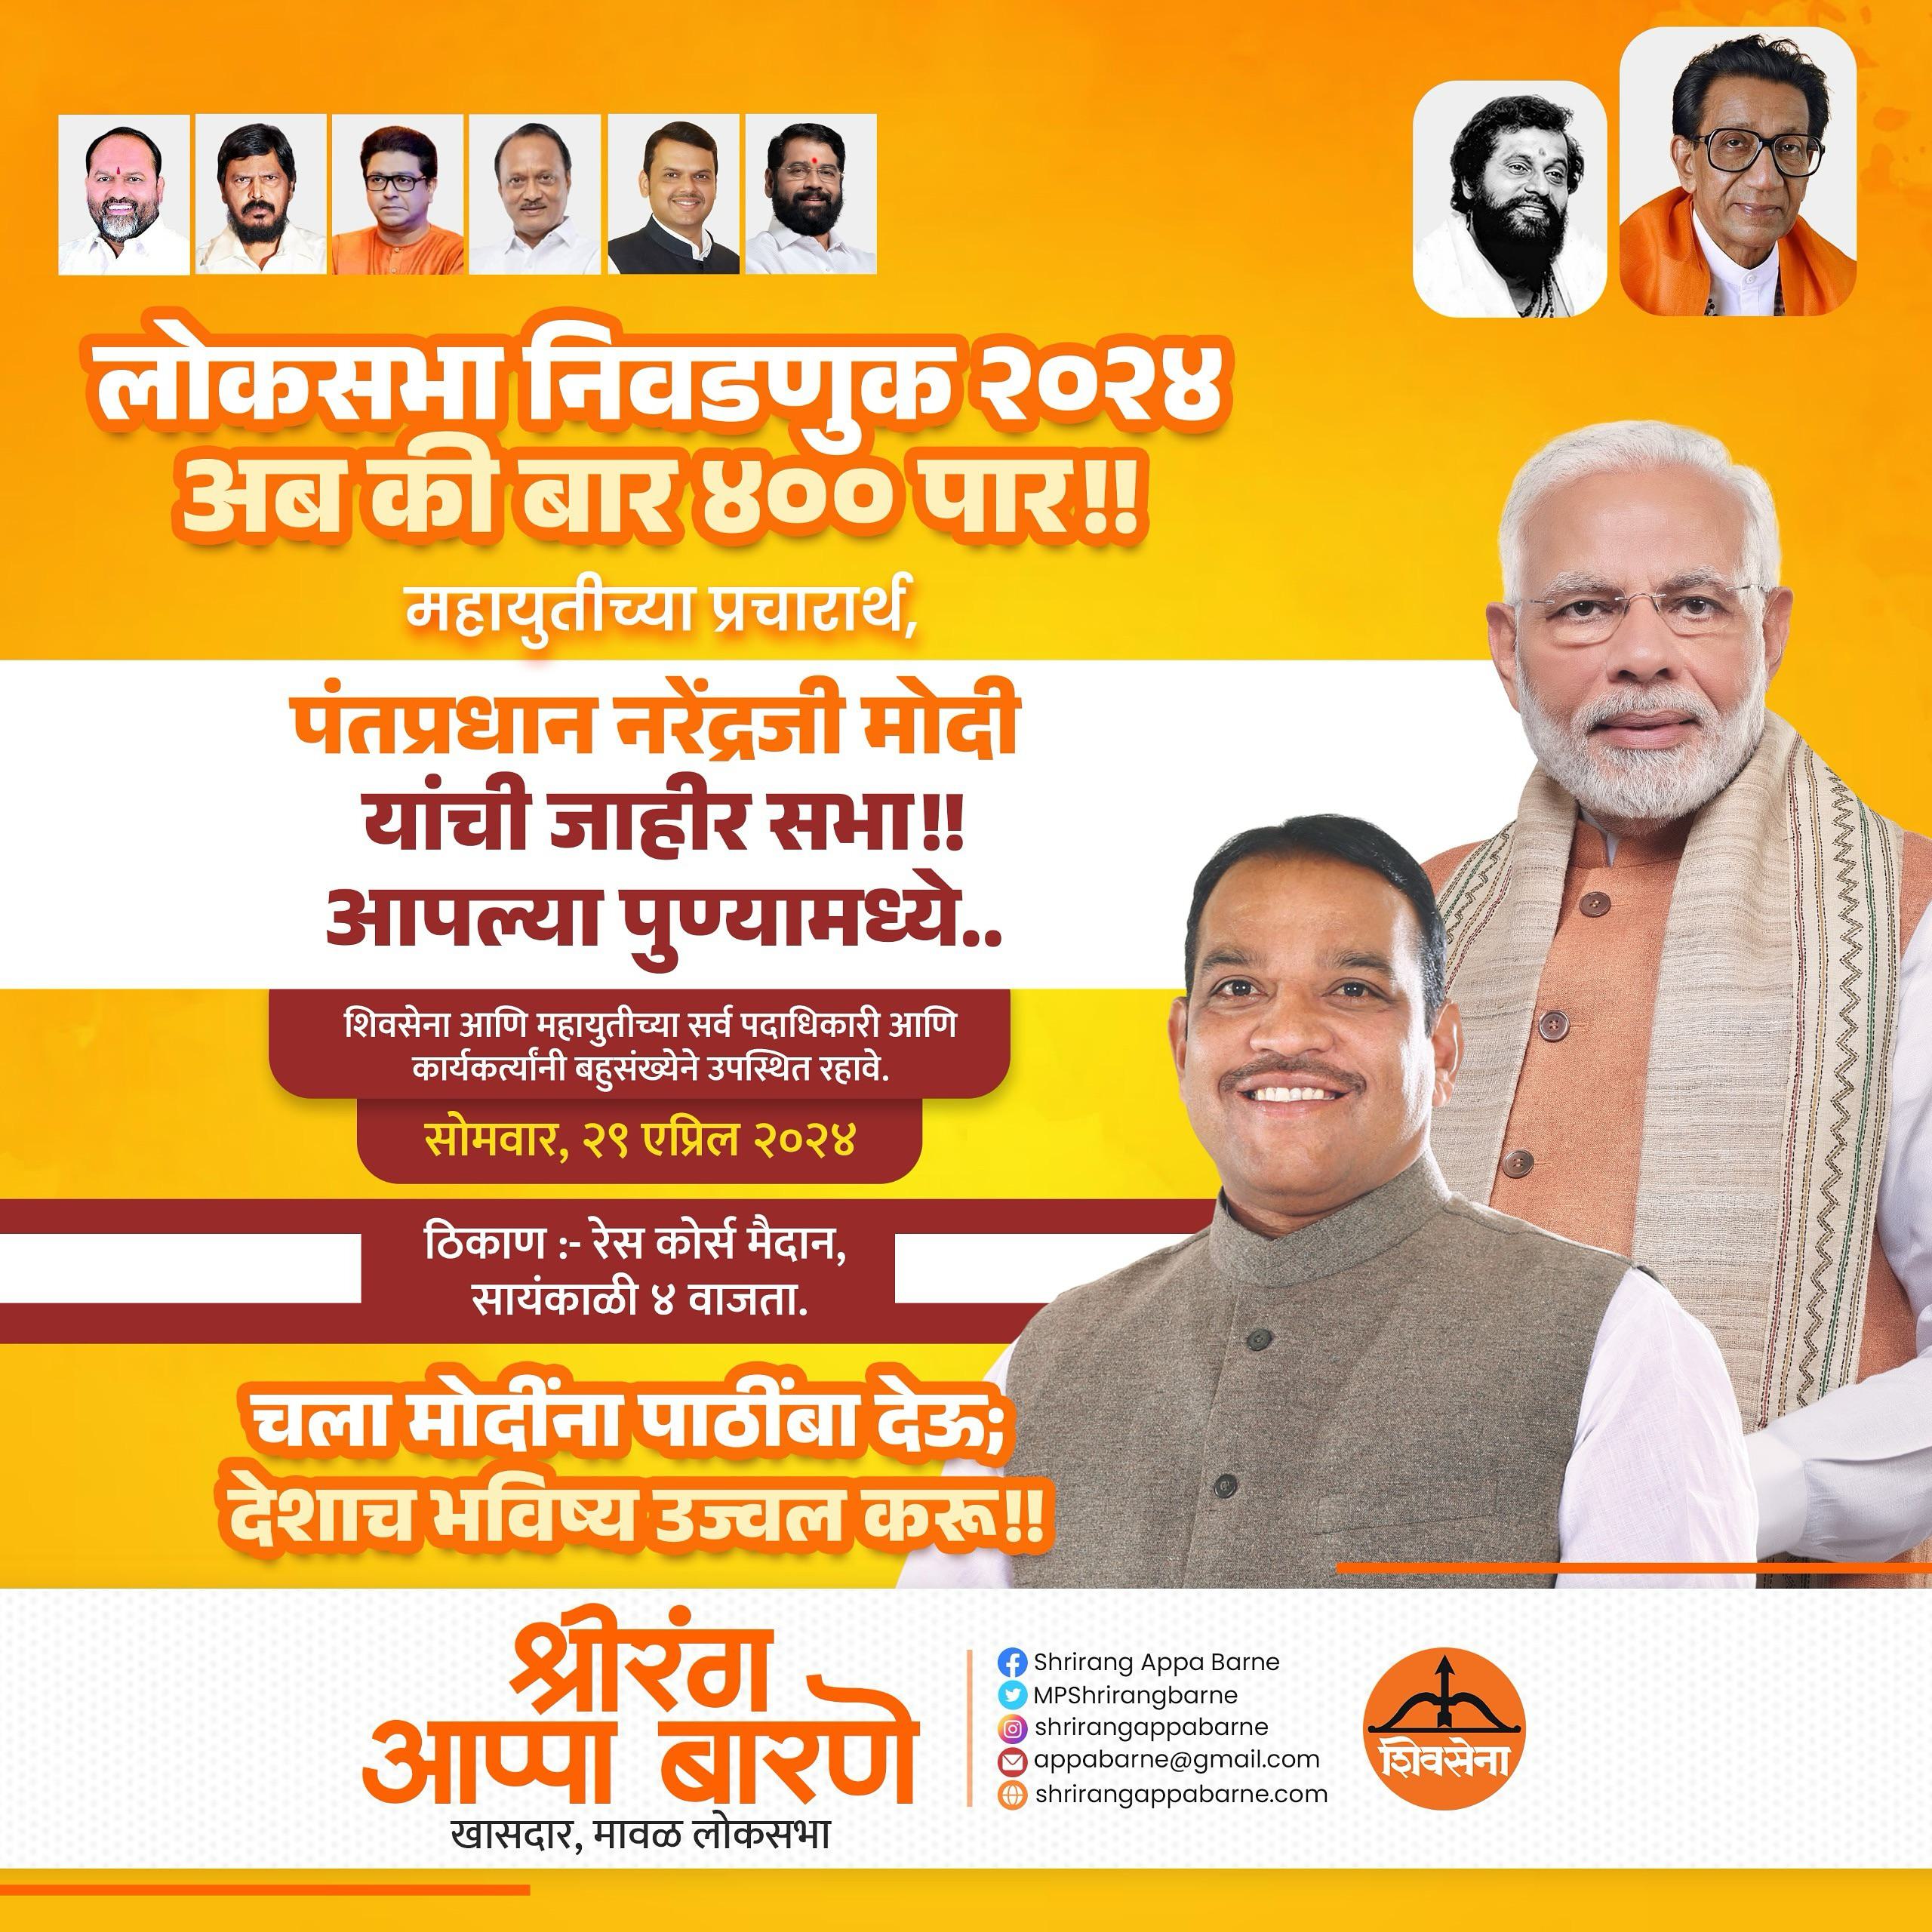 लोकसभा निवडणुक २०२४
अब की बार ४०० पार!!
महायुतीच्या प्रचारार्थ,
पंतप्रधान नरेंद्रजी मोदी
यांची जाहीर सभा!!
आपल्या पुण्यामध्ये..
शिवसेना आणि महायुतीच्या सर्व पदाधिकारी आणि
कार्यकर्त्यांनी बहुसंख्येने उपस्थित रहावे.
सोमवार, २९ एप्रिल २०२४
ठिकाण :- रेस कोर्स मैदान,
सायंकाळी ४ वाजता.
चला मोदींना पाठींबा देऊ;
देशाच भविष्य उज्वल करू!!
श्रीरंग
आप्पा बारणे
खासदार, मावळ लोकसभा
Shrirang Appa Barne
MPShrirangbarne
shrirangappabarne
appabarne@gmail.com
shrirangappabarne.com
शिवसेना